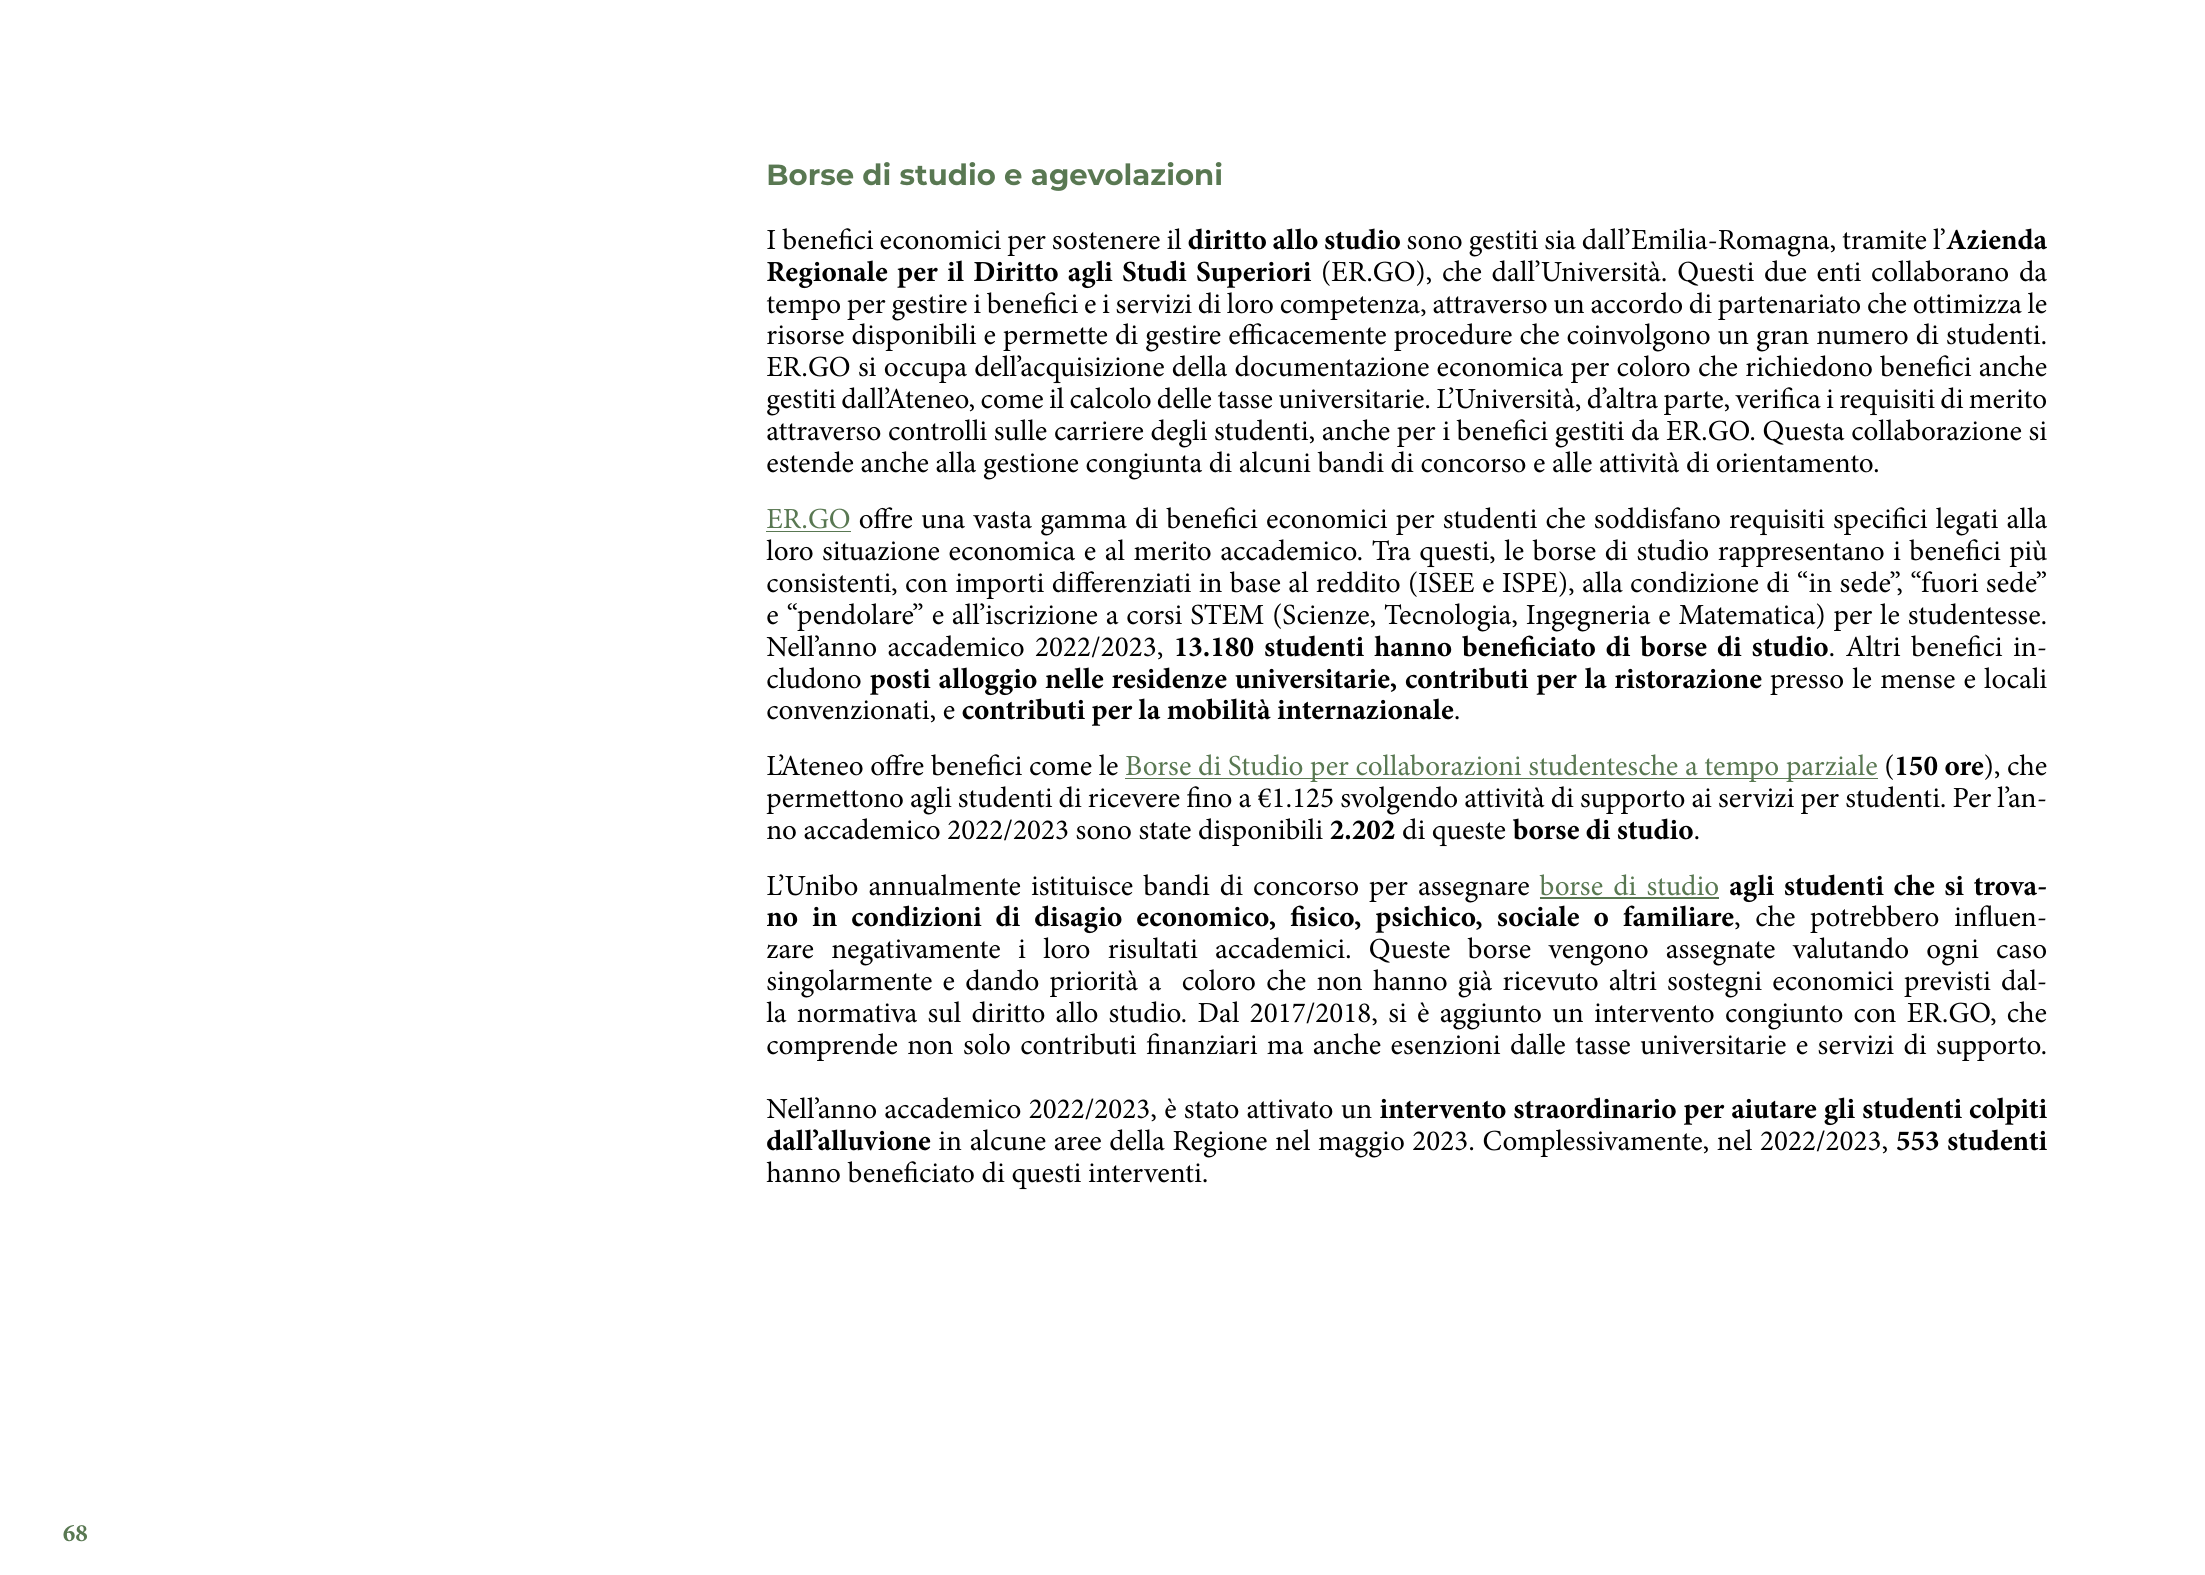 Borse di studio e agevolazioni
I benefici economici per sostenere il diritto allo studio sono gestiti sia dall’Emilia-Romagna, tramite l’Azienda
Regionale per il Diritto agli Studi Superiori (ER.GO), che dall’Università. Questi due enti collaborano da
tempo per gestire i benefici e i servizi di loro competenza, attraverso un accordo di partenariato che ottimizza le
risorse disponibili e permette di gestire efficacemente procedure che coinvolgono un gran numero di studenti.
ER.GO si occupa dell’acquisizione della documentazione economica per coloro che richiedono benefici anche
gestiti dall’Ateneo, come il calcolo delle tasse universitarie. L’Università, d’altra parte, verifica i requisiti di merito
attraverso controlli sulle carriere degli studenti, anche per i benefici gestiti da ER.GO. Questa collaborazione si
estende anche alla gestione congiunta di alcuni bandi di concorso e alle attività di orientamento.
ER.GO offre una vasta gamma di benefici economici per studenti che soddisfano requisiti specifici legati alla
loro situazione economica e al merito accademico. Tra questi, le borse di studio rappresentano i benefici più
consistenti, con importi differenziati in base al reddito (ISEE e ISPE), alla condizione di “in sede”, “fuori sede”
e “pendolare” e all’iscrizione a corsi STEM (Scienze, Tecnologia, Ingegneria e Matematica) per le studentesse.
Nell’anno accademico 2022/2023, 13.180 studenti hanno beneficiato di borse di studio. Altri benefici in-
cludono posti alloggio nelle residenze universitarie, contributi per la ristorazione presso le mense e locali
convenzionati, e contributi per la mobilità internazionale.
L’Ateneo offre benefici come le Borse di Studio per collaborazioni studentesche a tempo parziale (150 ore), che
permettono agli studenti di ricevere fino a €1.125 svolgendo attività di supporto ai servizi per studenti. Per l’an-
no accademico 2022/2023 sono state disponibili 2.202 di queste borse di studio.
L’Unibo annualmente istituisce bandi di concorso per assegnare borse di studio agli studenti che si trova-
no in condizioni di disagio economico, fisico, psichico, sociale o familiare, che potrebbero influen-
zare negativamente i loro risultati accademici. Queste borse vengono assegnate valutando ogni caso
singolarmente e dando priorità a coloro che non hanno già ricevuto altri sostegni economici previsti dal-
la normativa sul diritto allo studio. Dal 2017/2018, si è aggiunto un intervento congiunto con ER.GO, che
comprende non solo contributi finanziari ma anche esenzioni dalle tasse universitarie e servizi di supporto.
Nell’anno accademico 2022/2023, è stato attivato un intervento straordinario per aiutare gli studenti colpiti
dall’alluvione in alcune aree della Regione nel maggio 2023. Complessivamente, nel 2022/2023, 553 studenti
hanno beneficiato di questi interventi.
68